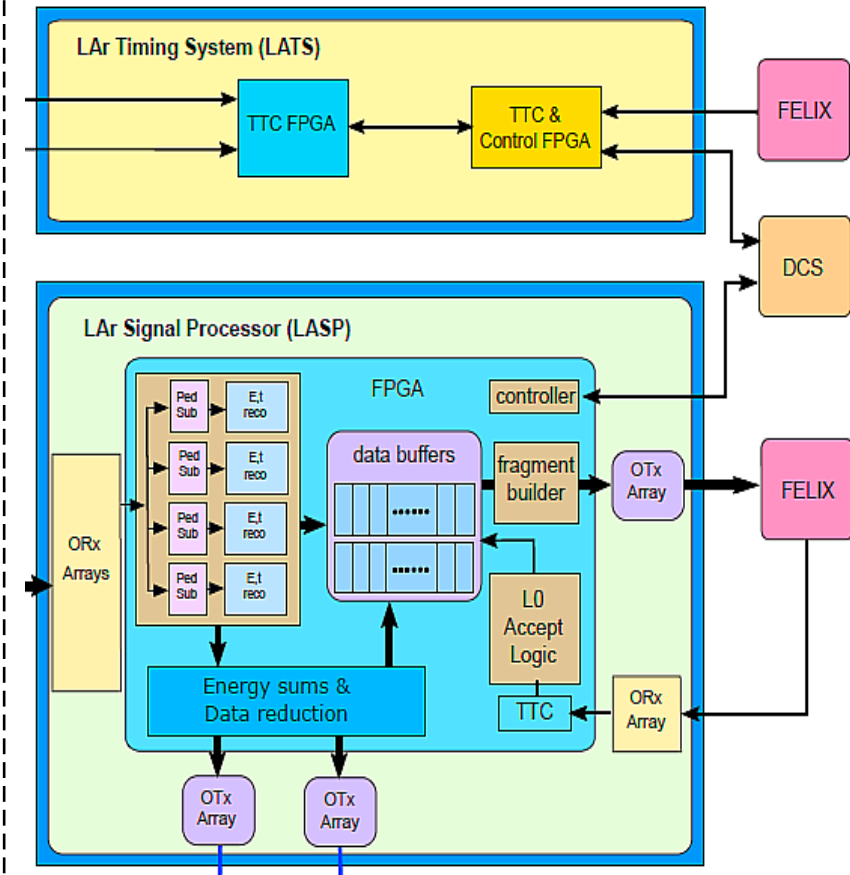 LAr Timing System (LATS)
TTC FPGA
TTC &
Control FPGA
FELIX
DCS
LAr Signal Processor (LASP)
FPGA
controller
Ped
Sub
E,t
reco
Ped
Sub
E,t
reco
Ped
Sub
E,t
reco
Ped
Sub
E,t
reco
ORx
Arrays
data buffers
......
......
fragment
builder
OTx
Array
FELIX
L0
Accept
Logic
TTC
ORx
Array
Energy sums &
Data reduction
OTx
Array
OTx
Array